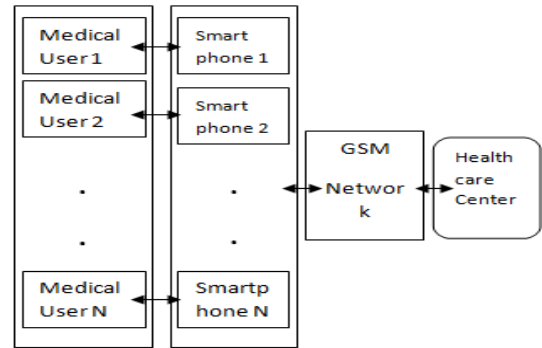 Medical
User 1
Smart
phone 1
Medical
User 2
Smart
phone 2
GSM
Networ
k
Health
care
Center
Medical
User N
Smartp
hone N